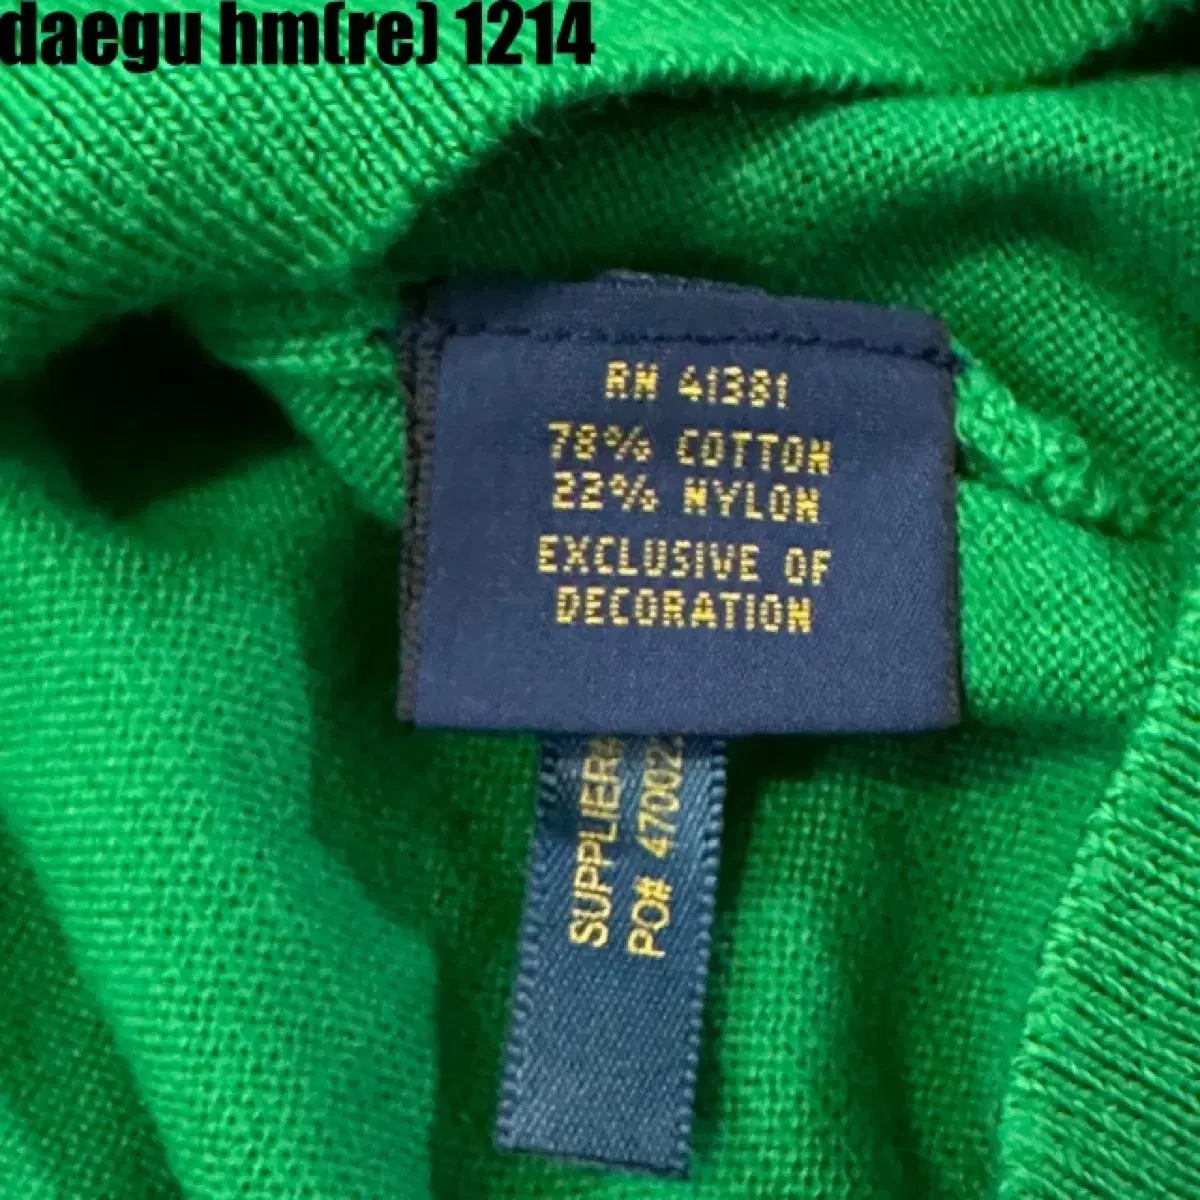 daegu hm(re) 1214
RN 41381
78% COTTON
22% NYLON
EXCLUSIVE OF
DECORATION
SUPPLIER#
PO# 47002